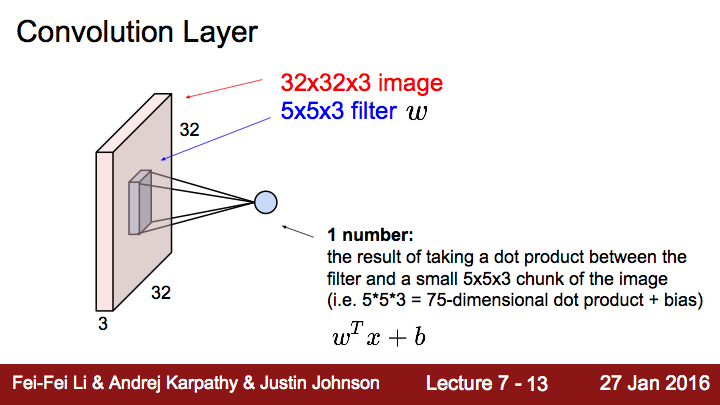 Convolution Layer
32x32x3 image
5x5x3 filter w
32
32
3
1 number:
the result of taking a dot product between the
filter and a small 5x5x3 chunk of the image
(i.e. 5*5*3 = 75-dimensional dot product + bias)
w^T x + b
Fei-Fei Li & Andrej Karpathy & Justin Johnson Lecture 7 - 13 27 Jan 2016